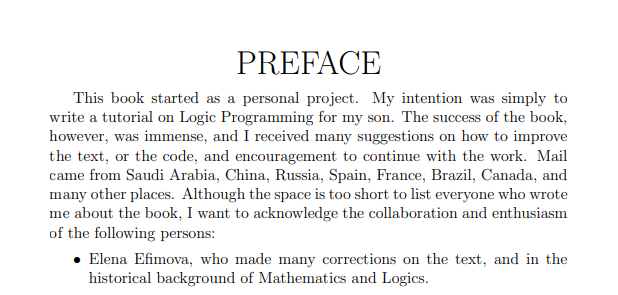 PREFACE
This book started as a personal project. My intention was simply to
write a tutorial on Logic Programming for my son. The success of the book,
however, was immense, and I received many suggestions on how to improve
the text, or the code, and encouragement to continue with the work. Mail
came from Saudi Arabia, China, Russia, Spain, France, Brazil, Canada, and
many other places. Although the space is too short to list everyone who wrote
me about the book, I want to acknowledge the collaboration and enthusiasm
of the following persons:
• Elena Efimova, who made many corrections on the text, and in the
historical background of Mathematics and Logics.